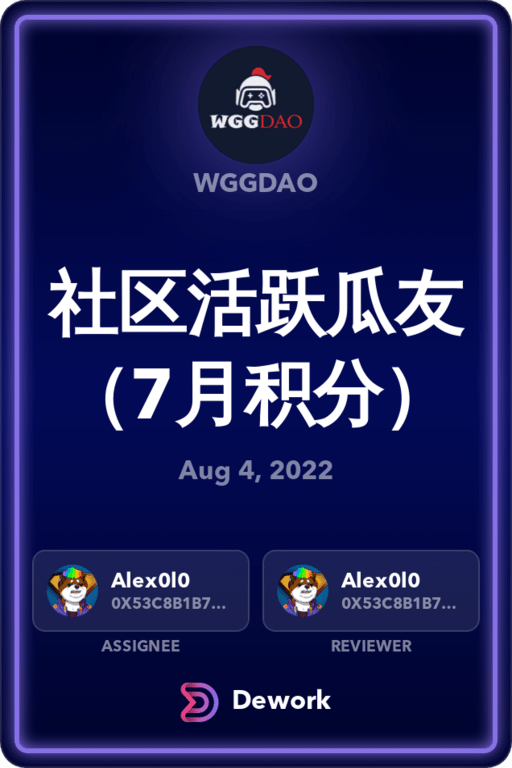 WGGDAO
WGGDAO
社区活跃瓜友
（7月积分）
Aug 4, 2022
Alex0l0
0X53C8B1B7...
Alex0l0
0X53C8B1B7...
ASSIGNEE
REVIEWER
Dework